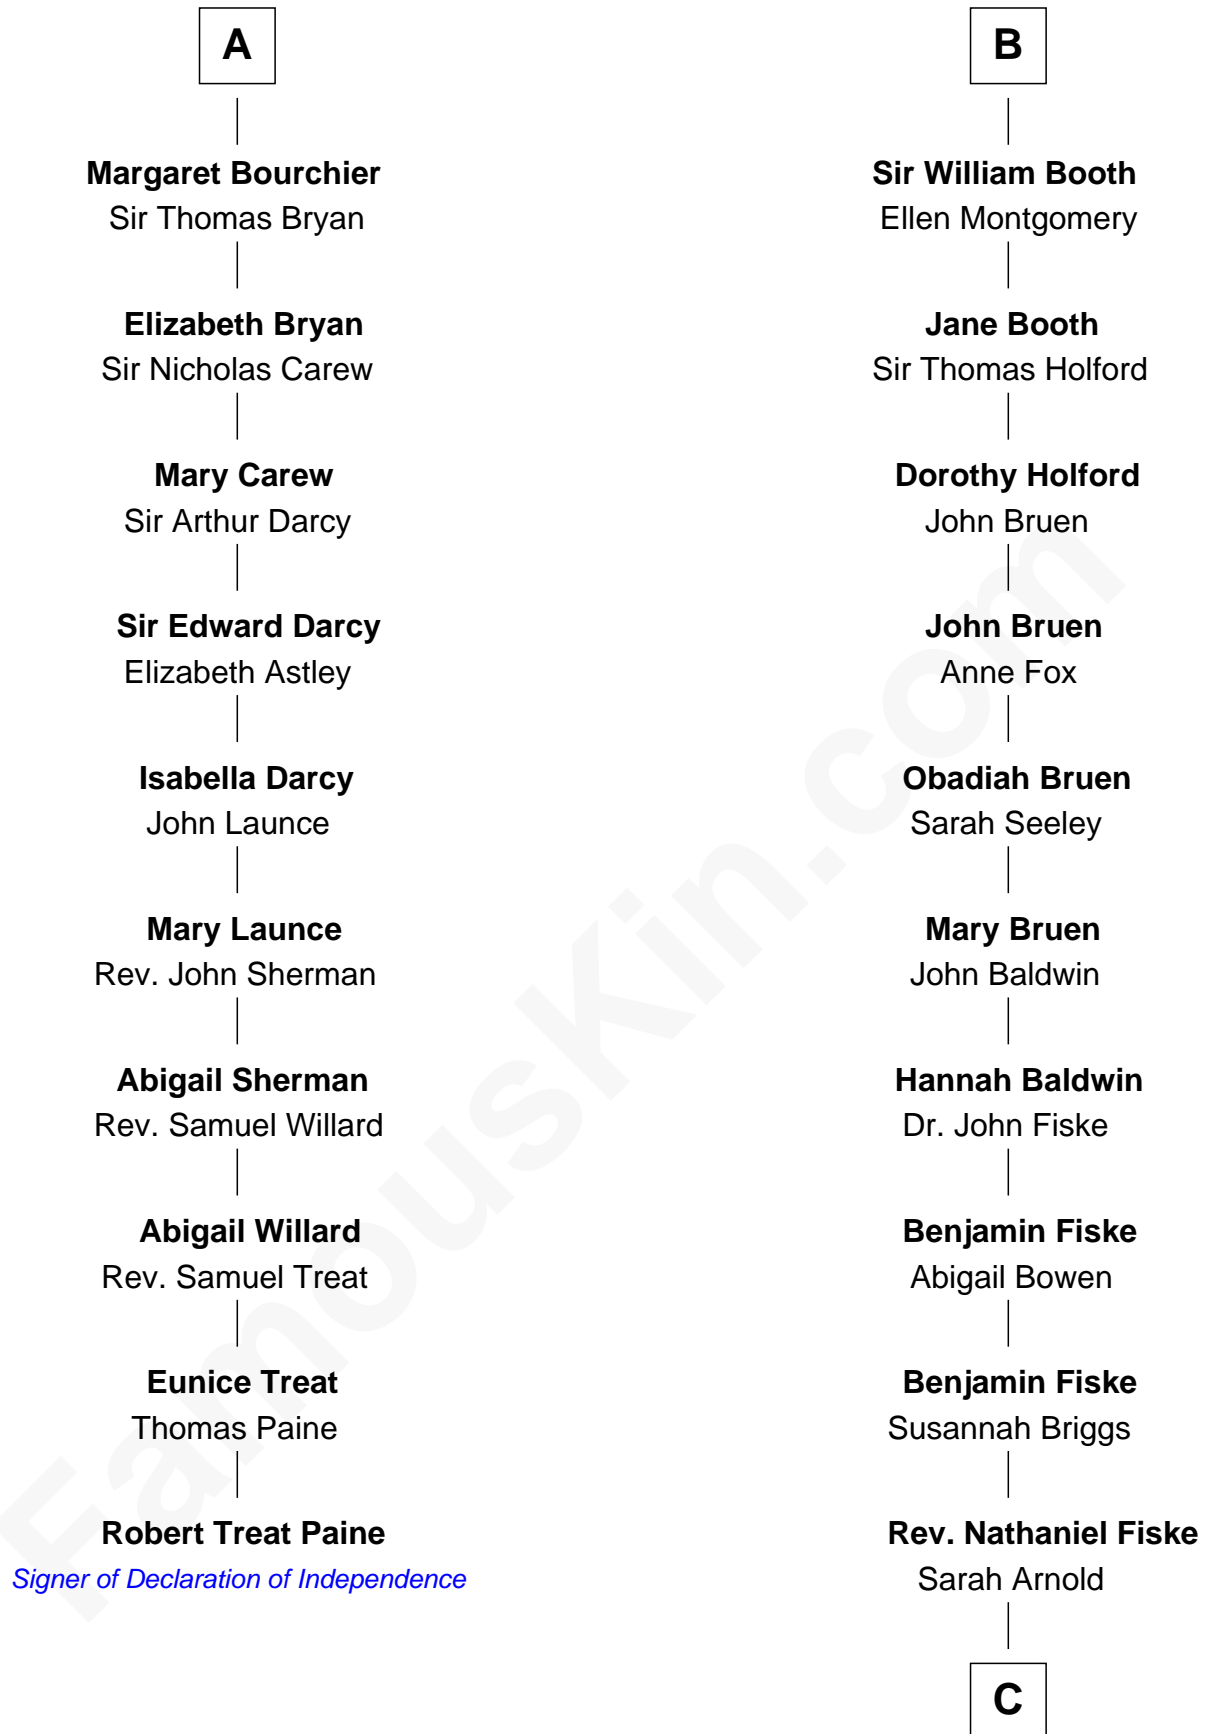 A
Margaret Bourchier
Sir Thomas Bryan
Elizabeth Bryan
Sir Nicholas Carew
Mary Carew
Sir Arthur Darcy
Sir Edward Darcy
Elizabeth Astley
Isabella Darcy
John Launce
Mary Launce
Rev. John Sherman
Abigail Sherman
Rev. Samuel Willard
Abigail Willard
Rev. Samuel Treat
Eunice Treat
Thomas Paine
Robert Treat Paine
Signer of Declaration of Independence
B
Sir William Booth
Ellen Montgomery
Jane Booth
Sir Thomas Holford
Dorothy Holford
John Bruen
John Bruen
Anne Fox
Obadiah Bruen
Sarah Seeley
Mary Bruen
John Baldwin
Hannah Baldwin
Dr. John Fiske
Benjamin Fiske
Abigail Bowen
Benjamin Fiske
Susannah Briggs
Rev. Nathaniel Fiske
Sarah Arnold
C
FamousKin.com